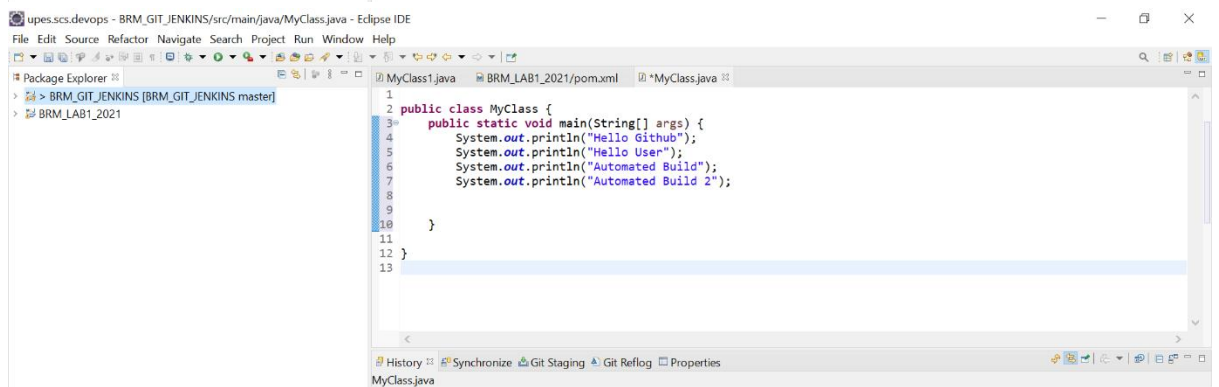 upes.scs.devops - BRM_GIT_JENKINS/src/main/java/MyClass.java - Eclipse IDE
File Edit Source Refactor Navigate Search Project Run Window Help
Package Explorer
> BRM_GIT_JENKINS [BRM_GIT_JENKINS master]
BRM_LAB1_2021
MyClass1.java BRM_LAB1_2021/pom.xml *MyClass.java
1
2 public class MyClass {
3 public static void main(String[] args) {
4 System.out.println("Hello Github");
5 System.out.println("Hello User");
6 System.out.println("Automated Build");
7 System.out.println("Automated Build 2");
8
9
10 }
11
12 }
13
History Synchronize Git Staging Git Reflog Properties
MyClass.java